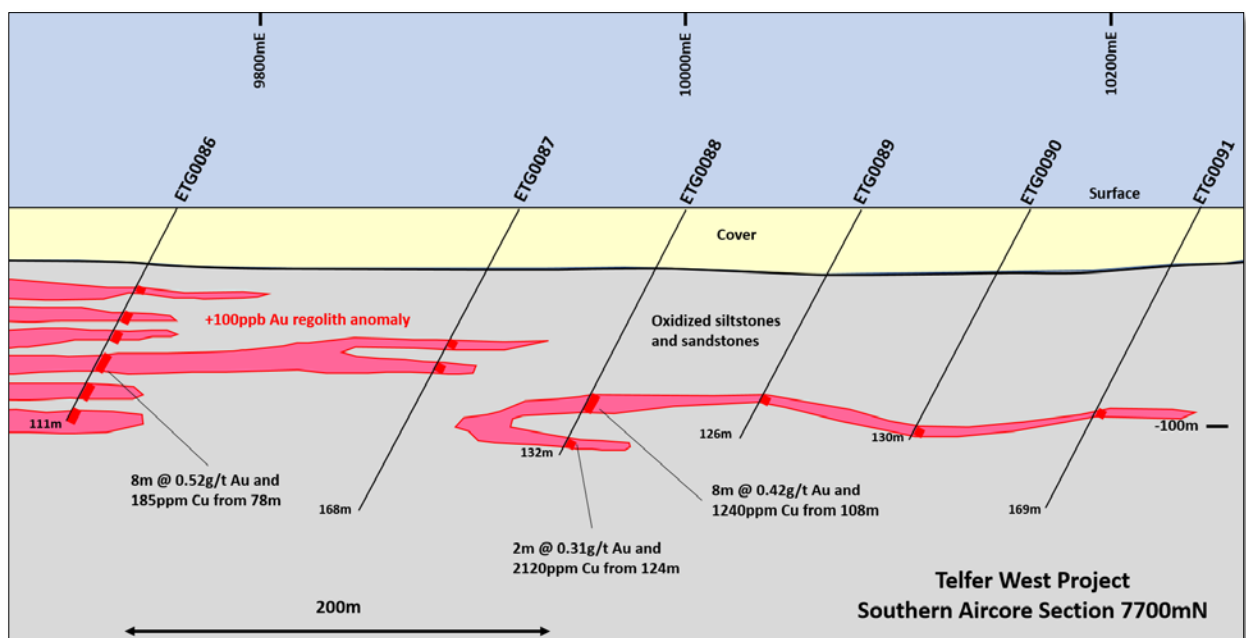 9800mE
10000mE
10200mE
ETG0086
ETG0087
ETG0088
ETG0089
ETG0090
ETG0091
Surface
Cover
+100ppb Au regolith anomaly
Oxidized siltstones
and sandstones
111m
168m
132m
126m
130m
169m
-100m
8m @ 0.52g/t Au and
185ppm Cu from 78m
8m @ 0.42g/t Au and
1240ppm Cu from 108m
2m @ 0.31g/t Au and
2120ppm Cu from 124m
200m
Telfer West Project
Southern Aircore Section 7700mN